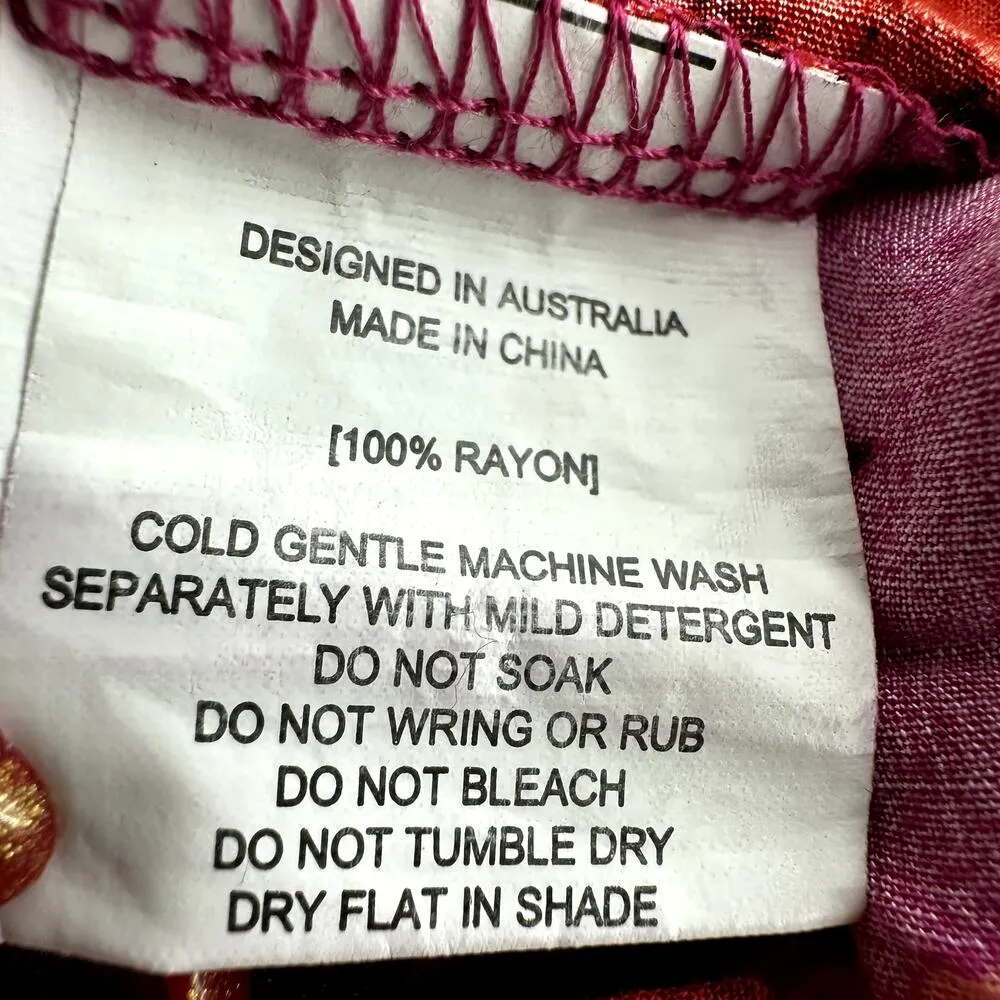 DESIGNED IN AUSTRALIA
MADE IN CHINA
[100% RAYON]
COLD GENTLE MACHINE WASH
SEPARATELY WITH MILD DETERGENT
DO NOT SOAK
DO NOT WRING OR RUB
DO NOT BLEACH
DO NOT TUMBLE DRY
DRY FLAT IN SHADE